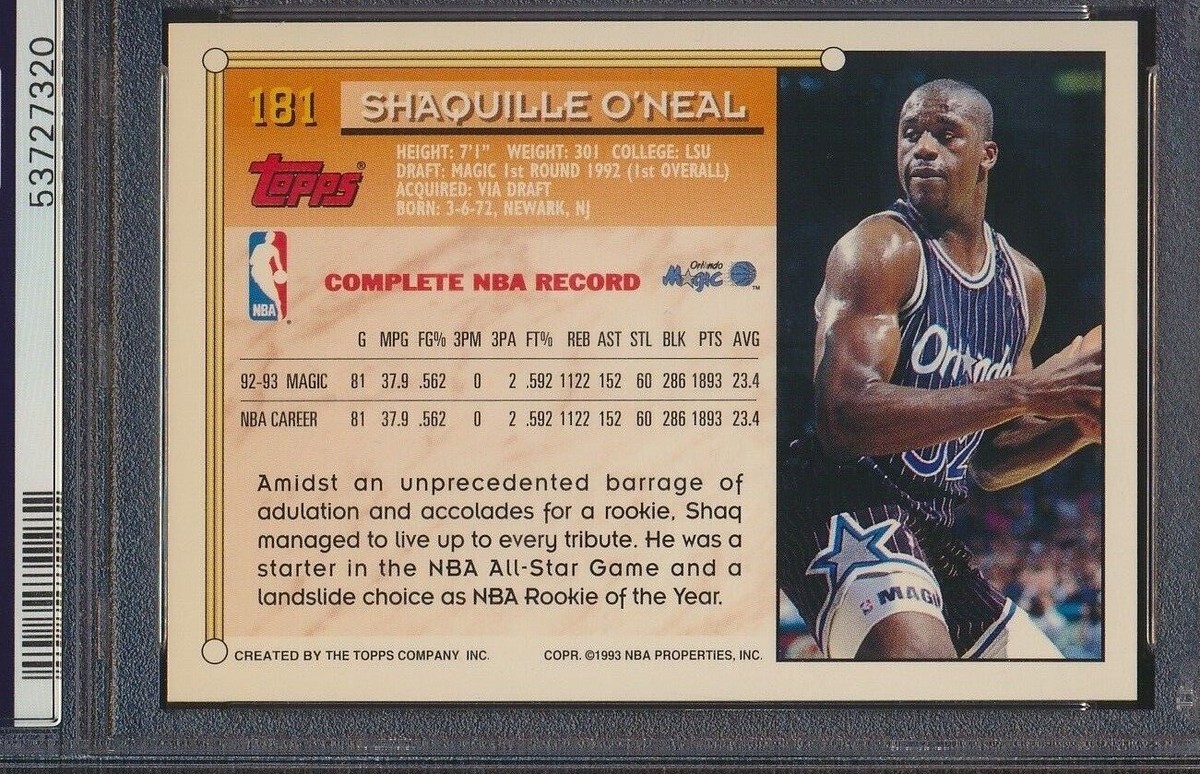 53727320
181 SHAQUILLE O'NEAL
Topps®
HEIGHT: 7'1" WEIGHT: 301 COLLEGE: LSU
DRAFT: MAGIC 1st ROUND 1992 (1st OVERALL)
ACQUIRED: VIA DRAFT
BORN: 3-6-72, NEWARK, NJ
NBA®
COMPLETE NBA RECORD
Orlando
Magic™
G MPG FG% 3PM 3PA FT% REB AST STL BLK PTS AVG
92-93 MAGIC 81 37.9 .562 0 2 .592 1122 152 60 286 1893 23.4
NBA CAREER 81 37.9 .562 0 2 .592 1122 152 60 286 1893 23.4
Amidst an unprecedented barrage of
adulation and accolades for a rookie, Shaq
managed to live up to every tribute. He was a
starter in the NBA All-Star Game and a
landslide choice as NBA Rookie of the Year.
CREATED BY THE TOPPS COMPANY INC. COPR. ©1993 NBA PROPERTIES, INC.
Orlando
32
MAGI